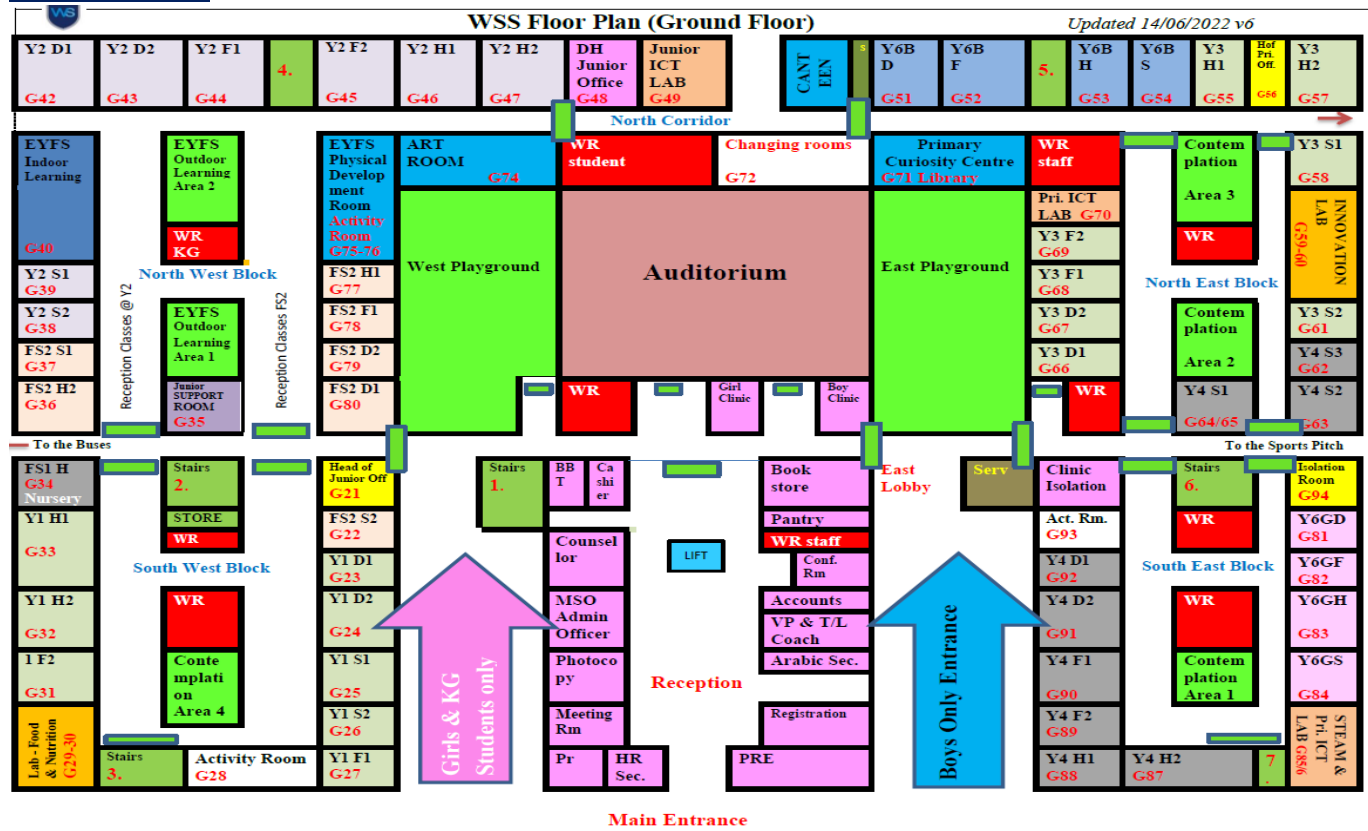 WS
WSS Floor Plan (Ground Floor)
Updated 14/06/2022 v6
Y2 D1
G42
Y2 D2
G43
Y2 F1
G44
4.
Y2 F2
G45
Y2 H1
G46
Y2 H2
G47
DH
Junior
Office
G48
Junior
ICT
LAB
G49
CANT
EEN
S
Y6B
D
G51
Y6B
F
G52
5.
Y6B
H
G53
Y6B
S
G54
Y3
H1
G55
Hof
Pri.
Off.
G56
Y3
H2
G57
North Corridor
EYFS
Indoor
Learning
G40
EYFS
Outdoor
Learning
Area 2
WR
KG
EYFS
Physical
Develop
ment
Room
Activity
Room
G75-76
ART
ROOM
G74
WR
student
Changing rooms
G72
Primary
Curiosity Centre
G71 Library
WR
staff
Contem
plation
Area 3
WR
Y3 S1
G58
INNOVATION
LAB
G59-60
Pri. ICT
LAB G70
Y3 F2
G69
Y3 F1
G68
Y3 D2
G67
Y3 D1
G66
WR
West Playground
Auditorium
East Playground
North West Block
North East Block
Y2 S1
G39
Y2 S2
G38
FS2 S1
G37
FS2 H2
G36
Reception Classes @ Y2
EYFS
Outdoor
Learning
Area 1
Junior
SUPPORT
ROOM
G35
Reception Classes FS2
FS2 H1
G77
FS2 F1
G78
FS2 D2
G79
FS2 D1
G80
WR
Girl
Clinic
Boy
Clinic
Contem
plation
Area 2
Y4 S1
G64/65
Y3 S2
G61
Y4 S3
G62
Y4 S2
G63
To the Buses
To the Sports Pitch
FS1 H
G34
Nursery
Y1 H1
G33
Y1 H2
G32
1 F2
G31
Lab - Food
& Nutrition
G29-30
Stairs
2.
STORE
WR
South West Block
WR
Conte
mplati
on
Area 4
Stairs
3.
Activity Room
G28
Head of
Junior Off
G21
FS2 S2
G22
Y1 D1
G23
Y1 D2
G24
Y1 S1
G25
Y1 S2
G26
Y1 F1
G27
Girls & KG
Students only
Stairs
1.
BB
T
Ca
sh
ier
Counsel
lor
MSO
Admin
Officer
Photoco
py
Meeting
Rm
Pr
HR
Sec.
LIFT
Reception
Book
store
Pantry
WR staff
Conf.
Rm
Accounts
VP & T/L
Coach
Arabic Sec.
Registration
PRE
East
Lobby
Boys Only Entrance
Serv
Clinic
Isolation
Act. Rm.
G93
Y4 D1
G92
Y4 D2
G91
Y4 F1
G90
Y4 F2
G89
Y4 H1
G88
Y4 H2
G87
7
.
Stairs
6.
WR
South East Block
WR
Contem
plation
Area 1
Isolation
Room
G94
Y6GD
G81
Y6GF
G82
Y6GH
G83
Y6GS
G84
STEAM &
Pri. ICT
LAB G85/6
Main Entrance